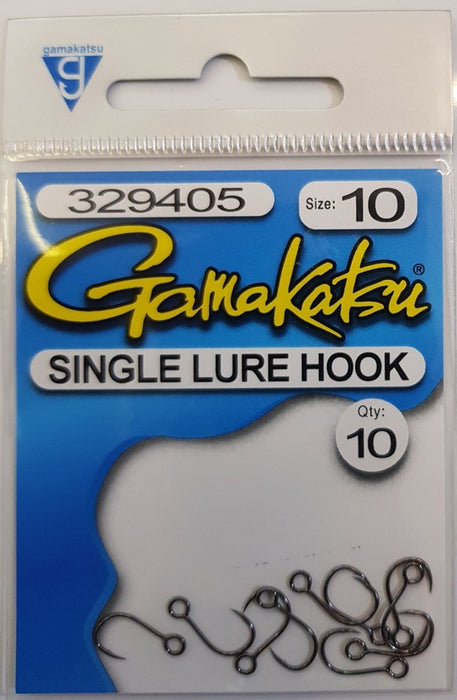 gamakatsu
329405
Size: 10
Gamakatsu®
SINGLE LURE HOOK
Qty:
10